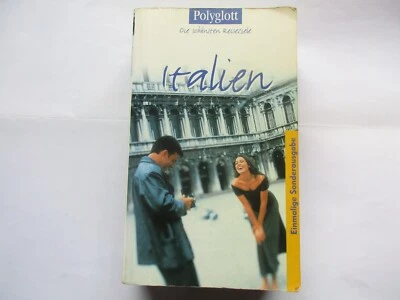 Polyglott
Die schönsten Reiseziele
Italien
Einmalige Sonderausgabe